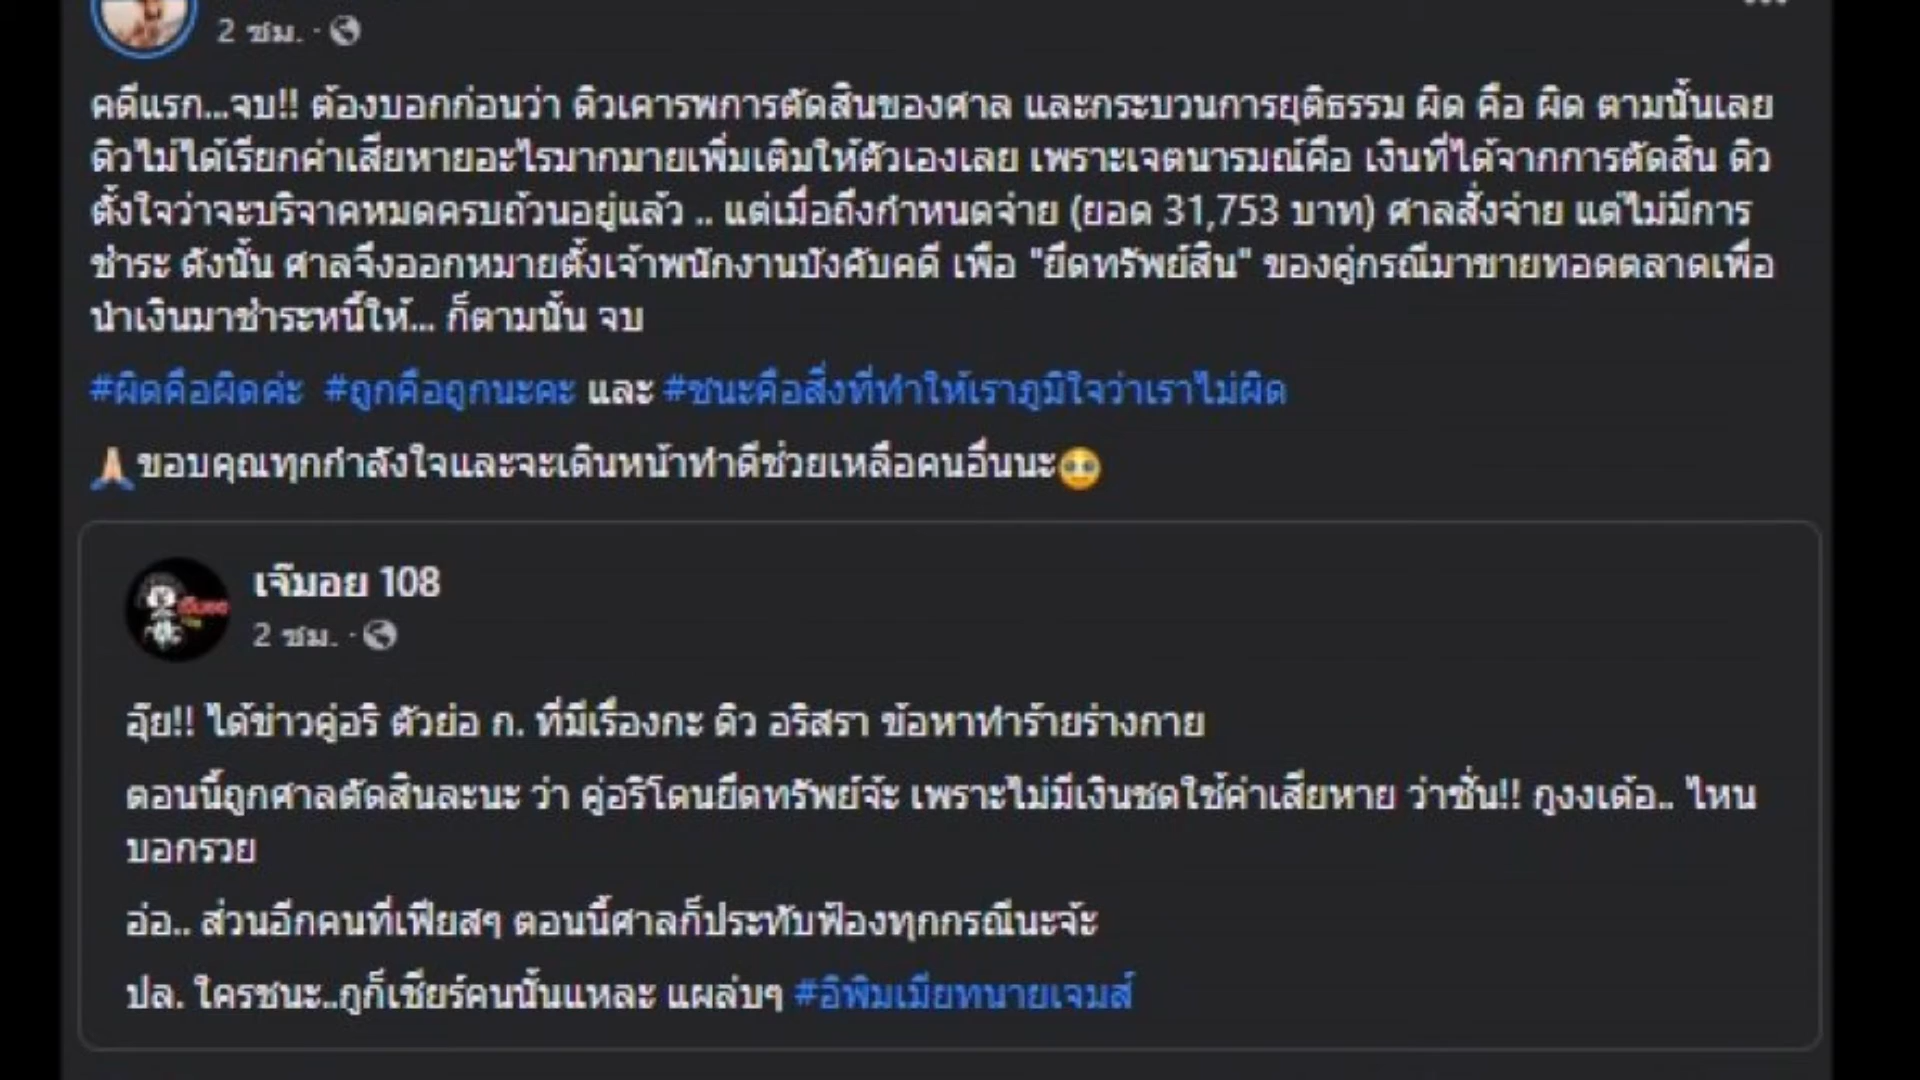 2 ชม. ·
คดีแรก...จบ!! ต้องบอกก่อนว่า ดิวเคารพการตัดสินของศาล และกระบวนการยุติธรรม ผิด คือ ผิด ตามนั้นเลย
ดิวไม่ได้เรียกค่าเสียหายอะไรมากมายเพิ่มเติมให้ตัวเองเลย เพราะเจตนารมณ์คือ เงินที่ได้จากการตัดสิน ดิว
ตั้งใจว่าจะบริจาคหมดครบถ้วนอยู่แล้ว .. แต่เมื่อถึงกำหนดจ่าย (ยอด 31,753 บาท) ศาลสั่งจ่าย แต่ไม่มีการ
ชำระ ดังนั้น ศาลจึงออกหมายตั้งเจ้าพนักงานบังคับคดี เพื่อ "ยึดทรัพย์สิน" ของคู่กรณีมาขายทอดตลาดเพื่อ
นำเงินมาชำระหนี้ให้... ก็ตามนั้น จบ
#ผิดคือผิดค่ะ #ถูกคือถูกนะคะ และ #ชนะคือสิ่งที่ทำให้เราภูมิใจว่าเราไม่ผิด
🙏ขอบคุณทุกกำลังใจและจะเดินหน้าทำดีช่วยเหลือคนอื่นนะ🥹
เจ๊มอย 108
2 ชม. ·
อุ๊ย!! ได้ข่าวคู่อริ ตัวย่อ ก. ที่มีเรื่องกะ ดิว อริสรา ข้อหาทำร้ายร่างกาย
ตอนนี้ถูกศาลตัดสินละนะ ว่า คู่อริโดนยึดทรัพย์จ้ะ เพราะไม่มีเงินชดใช้ค่าเสียหาย ว่าซั่น!! กูงงเด้อ.. ไหน
บอกรวย
อ่อ.. ส่วนอีกคนที่เฟียสๆ ตอนนี้ศาลก็ประทับฟ้องทุกกรณีนะจ้ะ
ปล. ใครชนะ..กูก็เชียร์คนนั้นแหละ แผล่บๆ #อิพิมเมียทนายเจมส์